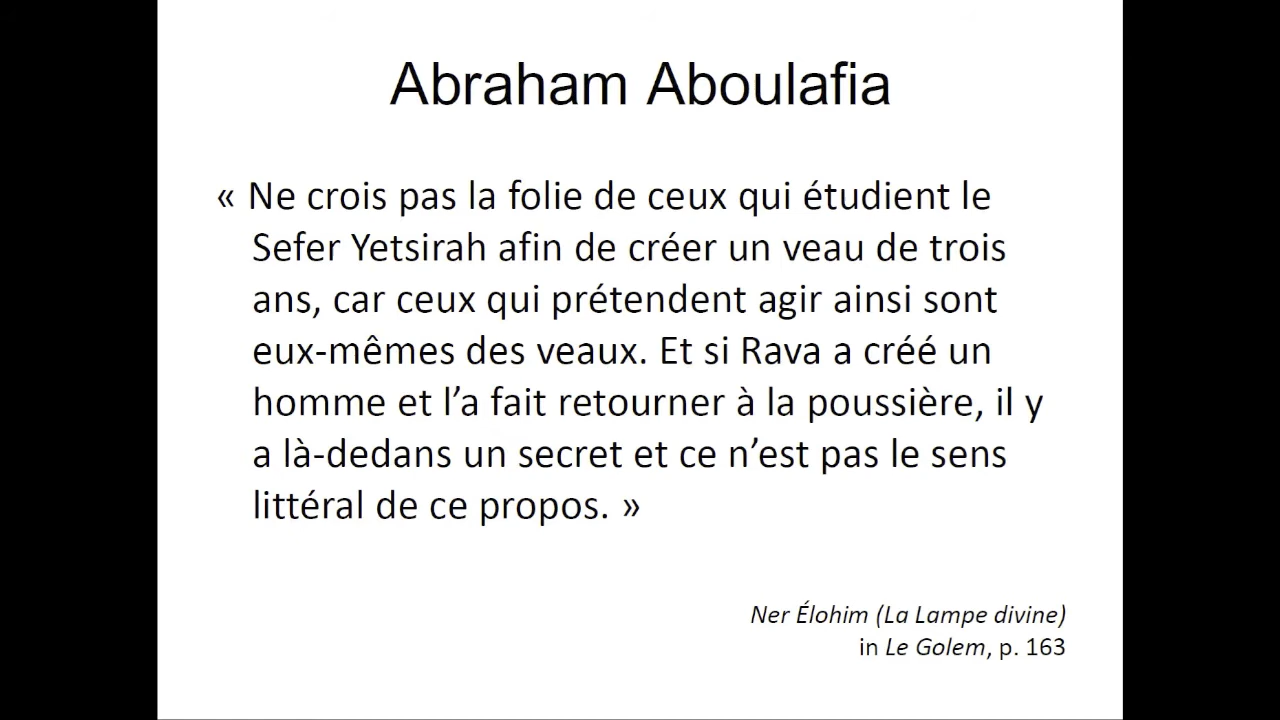 Abraham Aboulafia
« Ne crois pas la folie de ceux qui étudient le
Sefer Yetsirah afin de créer un veau de trois
ans, car ceux qui prétendent agir ainsi sont
eux-mêmes des veaux. Et si Rava a créé un
homme et l’a fait retourner à la poussière, il y
a là-dedans un secret et ce n’est pas le sens
littéral de ce propos. »
Ner Élohim (La Lampe divine)
in Le Golem, p. 163